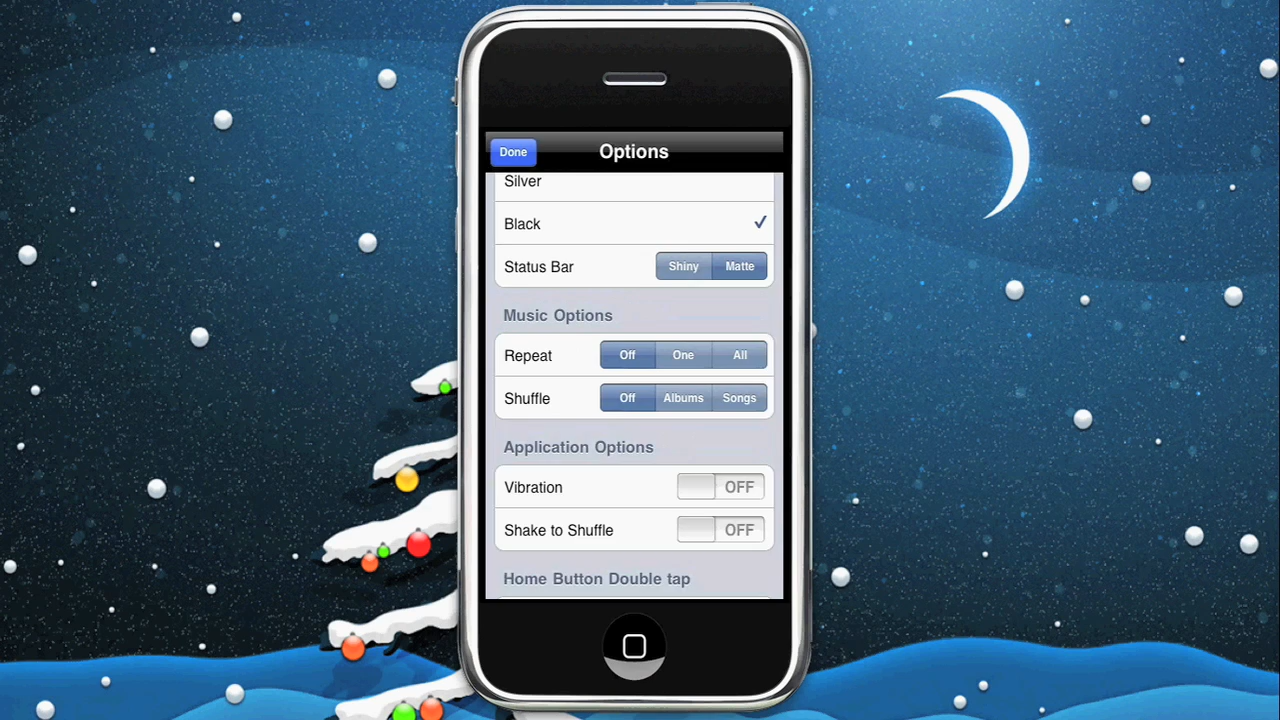 Done Options
Silver
Black
Status Bar Shiny Matte
Music Options
Repeat Off One All
Shuffle Off Albums Songs
Application Options
Vibration OFF
Shake to Shuffle OFF
Home Button Double tap